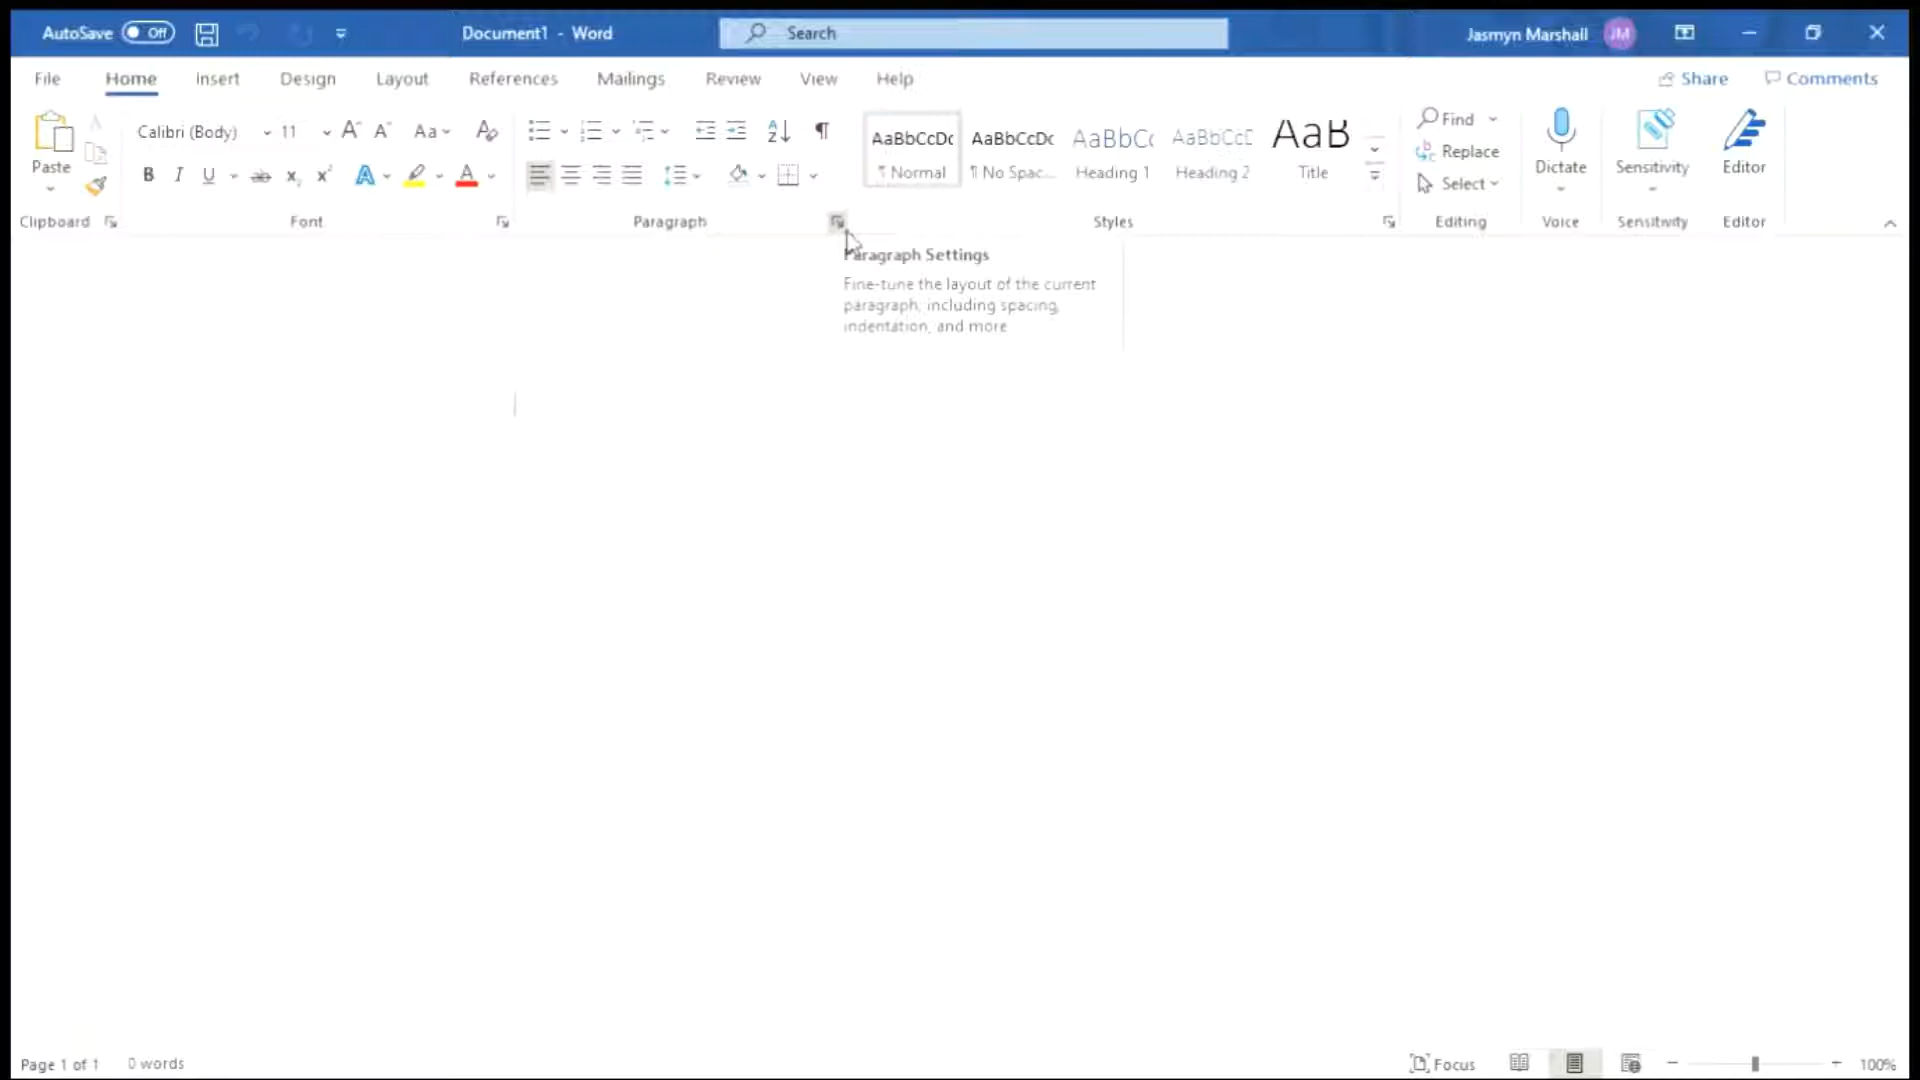 AutoSave Off Document1 - Word Search Jasmyn Marshall JM
File Home Insert Design Layout References Mailings Review View Help Share Comments
Paste
Calibri (Body) 11 Aa
B I U ab x x² A A
AaBbCcDc AaBbCcDc AaBbCc AaBbCcD AaB
¶ Normal ¶ No Spac... Heading 1 Heading 2 Title
Find
Replace
Select
Dictate
Sensitivity
Editor
Clipboard Font Paragraph Styles Editing Voice Sensitivity Editor
Paragraph Settings
Fine-tune the layout of the current
paragraph, including spacing,
indentation, and more
Page 1 of 1 0 words Focus 100%